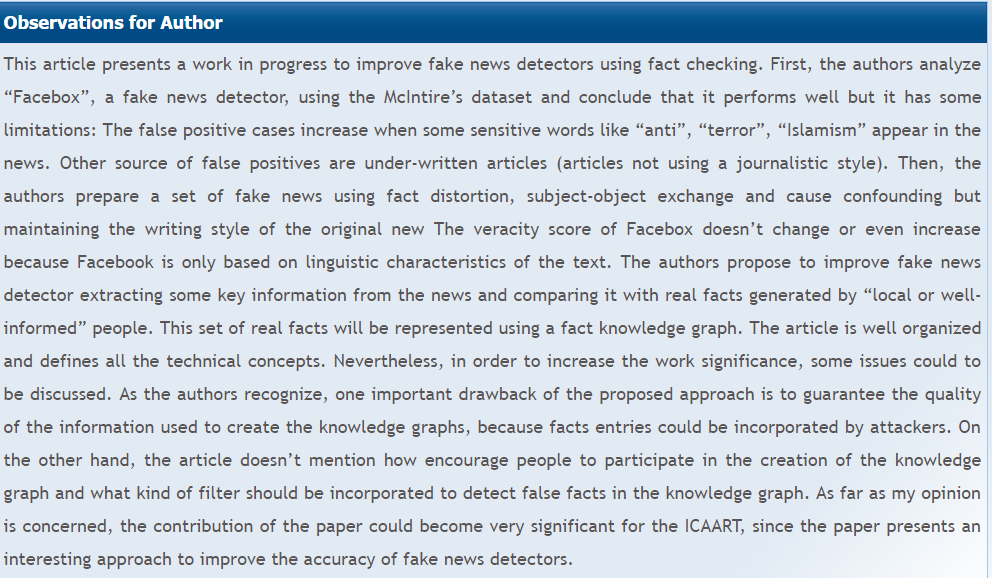 Observations for Author
This article presents a work in progress to improve fake news detectors using fact checking. First, the authors analyze
“Facebox”, a fake news detector, using the McIntire’s dataset and conclude that it performs well but it has some
limitations: The false positive cases increase when some sensitive words like “anti”, “terror”, “Islamism” appear in the
news. Other source of false positives are under-written articles (articles not using a journalistic style). Then, the
authors prepare a set of fake news using fact distortion, subject-object exchange and cause confounding but
maintaining the writing style of the original new The veracity score of Facebox doesn’t change or even increase
because Facebook is only based on linguistic characteristics of the text. The authors propose to improve fake news
detector extracting some key information from the news and comparing it with real facts generated by “local or well-
informed” people. This set of real facts will be represented using a fact knowledge graph. The article is well organized
and defines all the technical concepts. Nevertheless, in order to increase the work significance, some issues could to
be discussed. As the authors recognize, one important drawback of the proposed approach is to guarantee the quality
of the information used to create the knowledge graphs, because facts entries could be incorporated by attackers. On
the other hand, the article doesn’t mention how encourage people to participate in the creation of the knowledge
graph and what kind of filter should be incorporated to detect false facts in the knowledge graph. As far as my opinion
is concerned, the contribution of the paper could become very significant for the ICAART, since the paper presents an
interesting approach to improve the accuracy of fake news detectors.